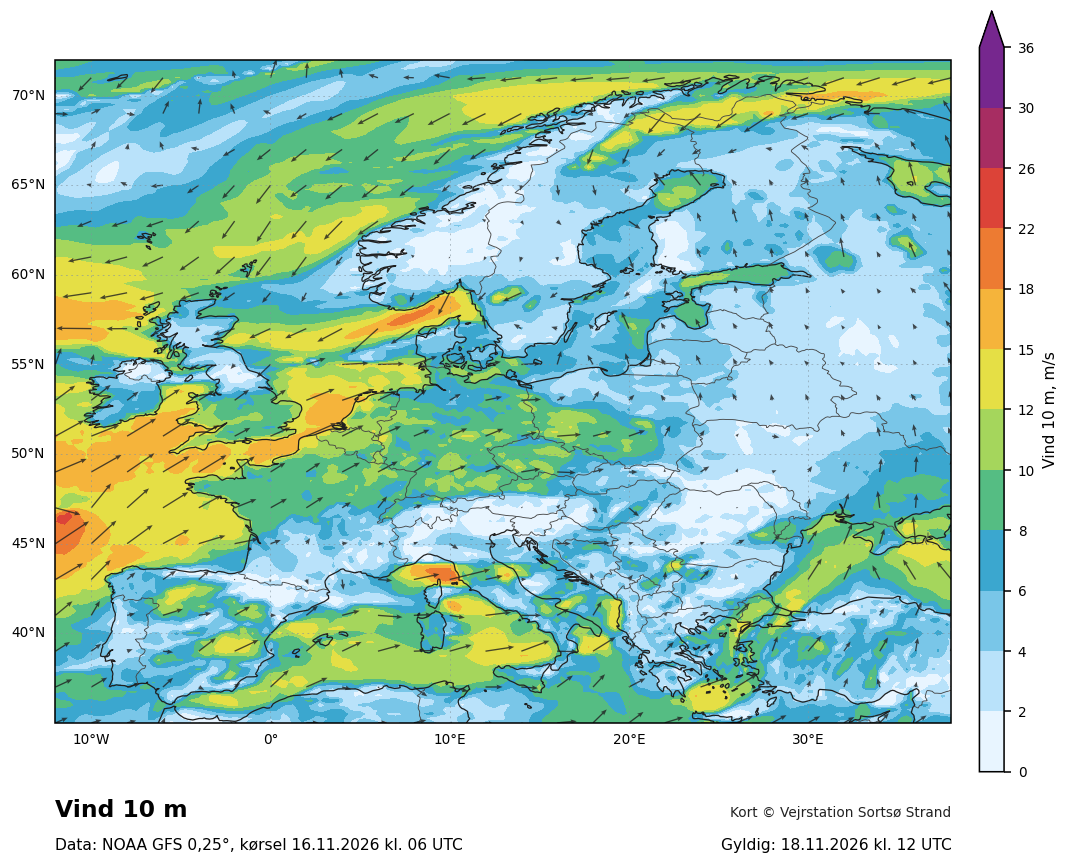 70°N
65°N
60°N
55°N
50°N
45°N
40°N
10°W
0°
10°E
20°E
30°E
36
30
26
22
18
15
12
10
8
6
4
2
0
Vind 10 m, m/s
Vind 10 m
Kort © Vejrstation Sortsø Strand
Data: NOAA GFS 0,25°, kørsel 16.11.2026 kl. 06 UTC
Gyldig: 18.11.2026 kl. 12 UTC